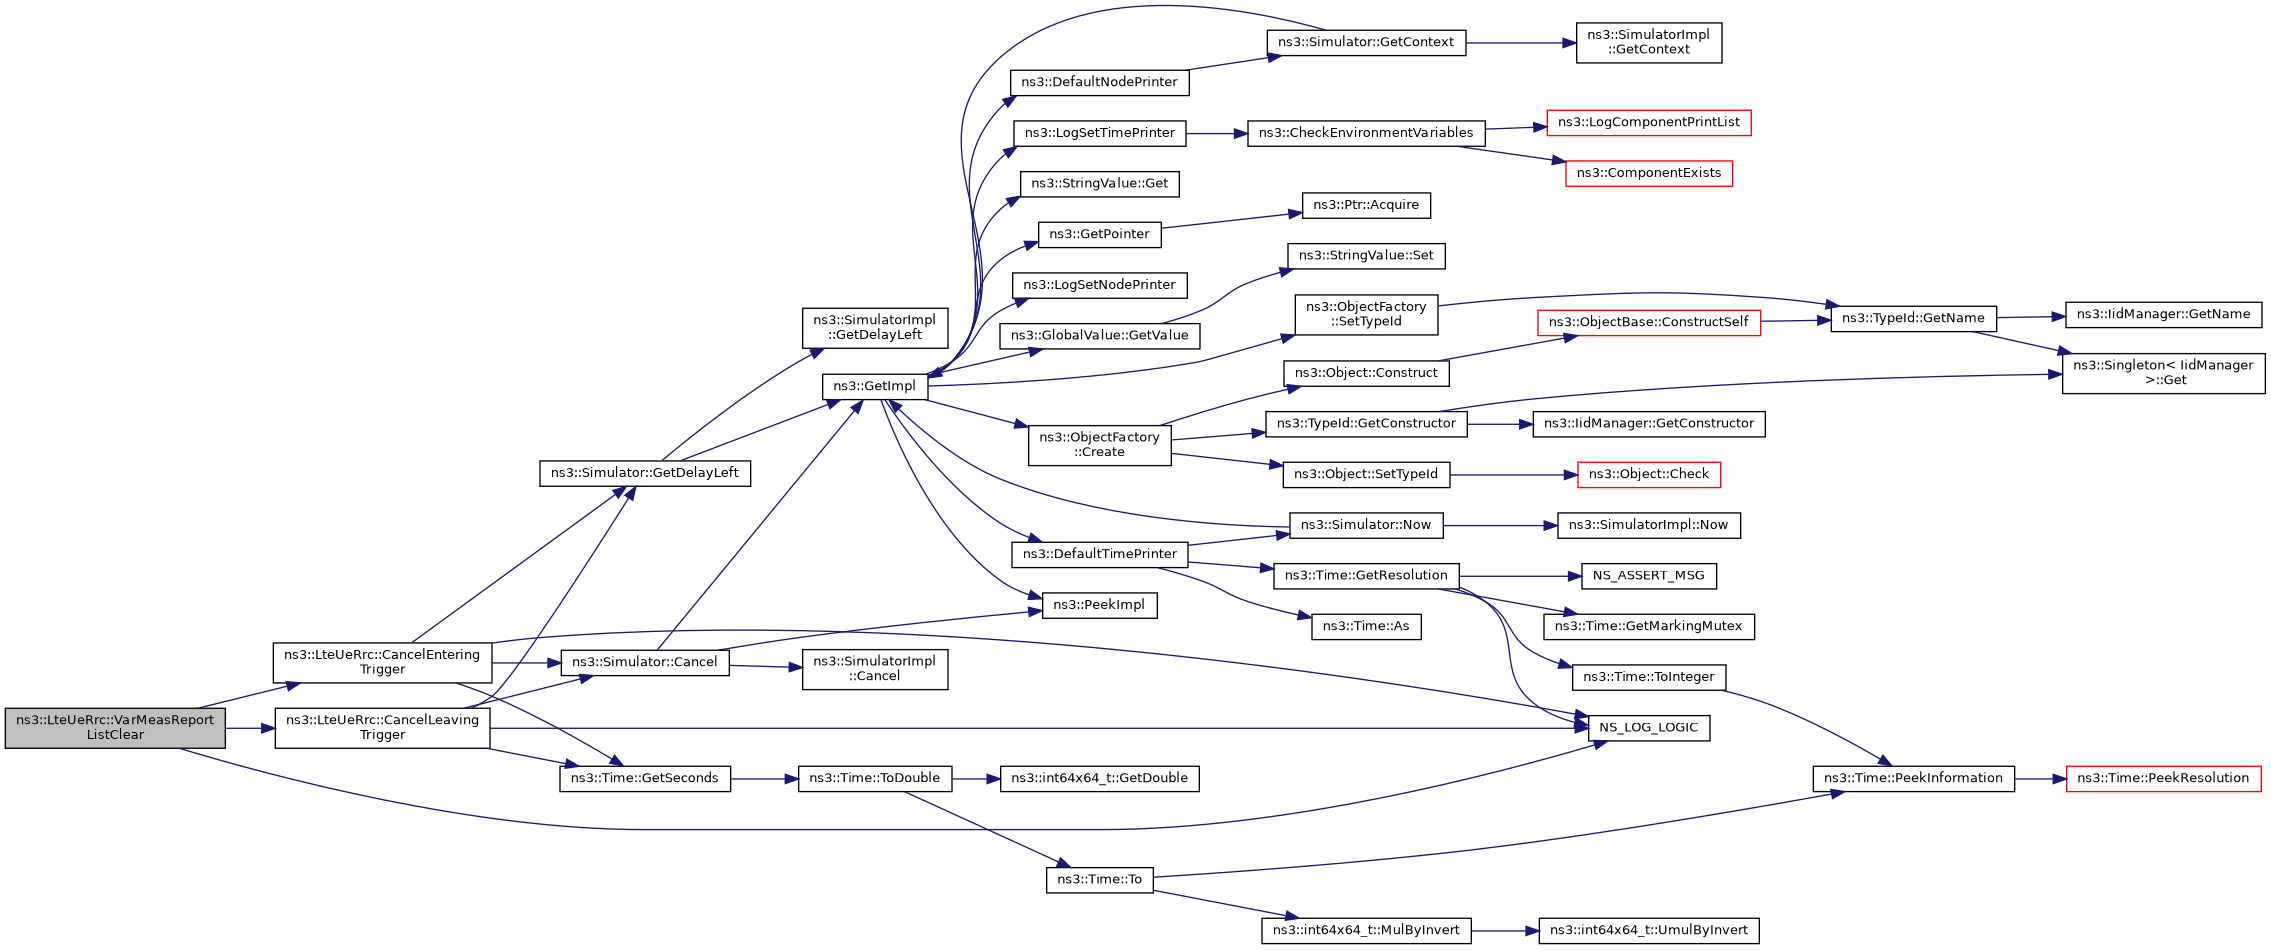 ns3::LteUeRrc::VarMeasReport
ListClear
ns3::LteUeRrc::CancelEntering
Trigger
ns3::LteUeRrc::CancelLeaving
Trigger
ns3::Simulator::GetDelayLeft
ns3::Simulator::Cancel
ns3::Time::GetSeconds
ns3::SimulatorImpl
::GetDelayLeft
ns3::GetImpl
ns3::SimulatorImpl
::Cancel
ns3::Time::ToDouble
ns3::DefaultNodePrinter
ns3::LogSetTimePrinter
ns3::StringValue::Get
ns3::GetPointer
ns3::LogSetNodePrinter
ns3::GlobalValue::GetValue
ns3::ObjectFactory
::Create
ns3::DefaultTimePrinter
ns3::PeekImpl
ns3::int64x64_t::GetDouble
ns3::Time::To
ns3::Simulator::GetContext
ns3::CheckEnvironmentVariables
ns3::Ptr::Acquire
ns3::StringValue::Set
ns3::ObjectFactory
::SetTypeId
ns3::Object::Construct
ns3::TypeId::GetConstructor
ns3::Object::SetTypeId
ns3::Simulator::Now
ns3::Time::GetResolution
ns3::Time::As
ns3::int64x64_t::MulByInvert
ns3::SimulatorImpl
::GetContext
ns3::LogComponentPrintList
ns3::ComponentExists
ns3::ObjectBase::ConstructSelf
ns3::IidManager::GetConstructor
ns3::Object::Check
ns3::SimulatorImpl::Now
NS_ASSERT_MSG
ns3::Time::GetMarkingMutex
ns3::Time::ToInteger
NS_LOG_LOGIC
ns3::int64x64_t::UmulByInvert
ns3::TypeId::GetName
ns3::Time::PeekInformation
ns3::IidManager::GetName
ns3::Singleton< IidManager
>::Get
ns3::Time::PeekResolution